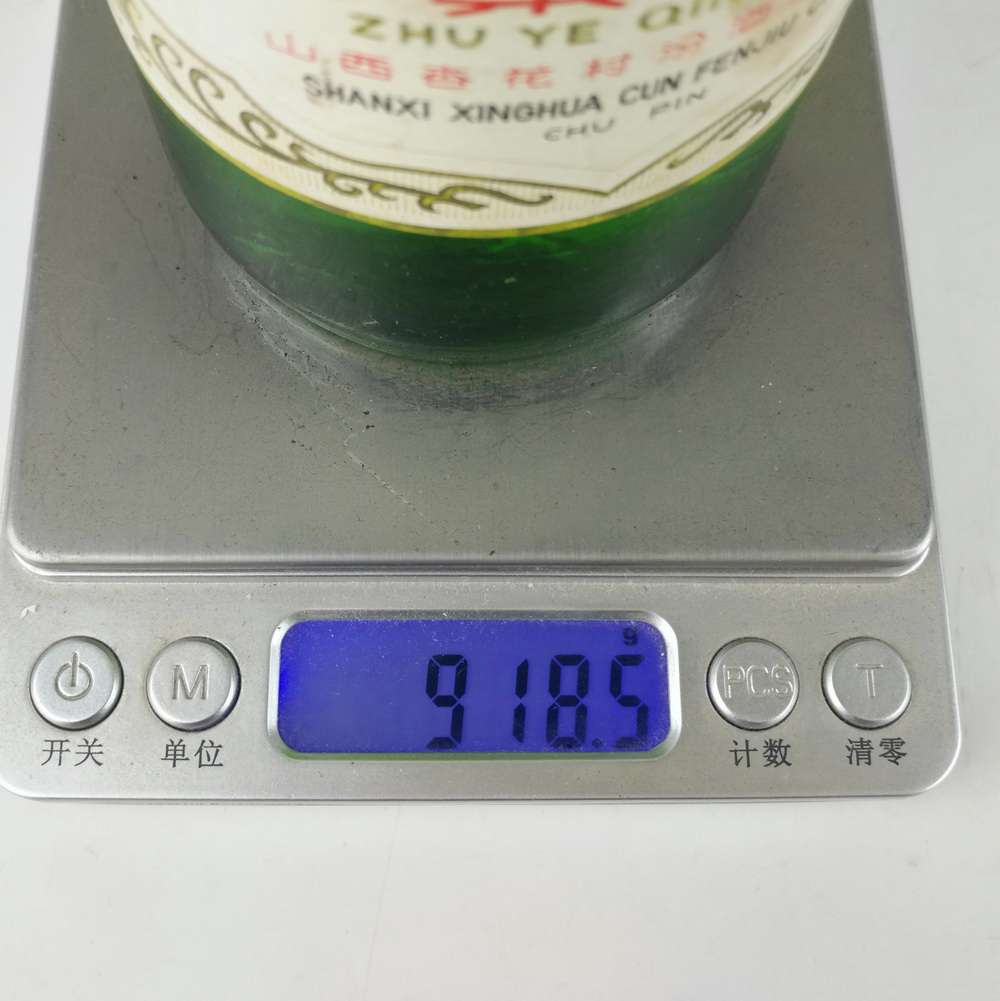 ZHU YE Qin
山西杏花村汾酒
SHANXI XINGHUA CUN FENJIU
CHU PIN
g
918.5
M PCS T
开关 单位 计数 清零